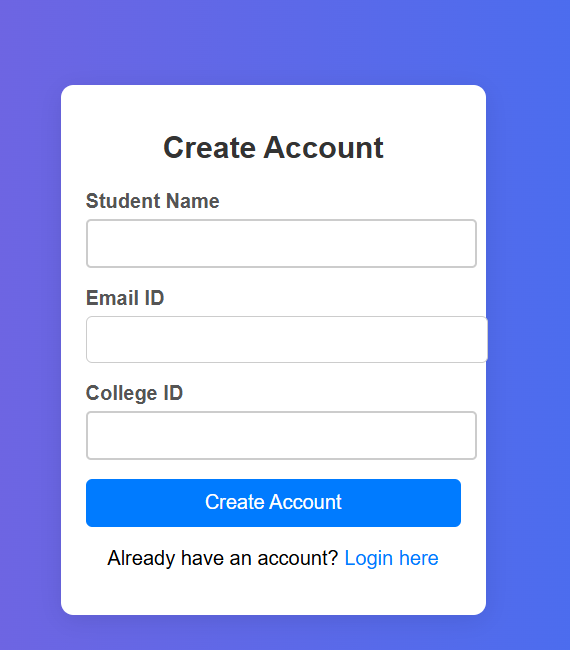 Create Account
Student Name
Email ID
College ID
Create Account
Already have an account? Login here